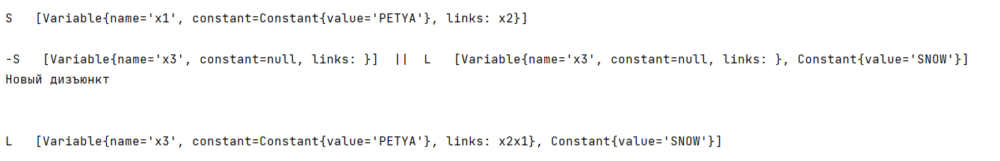 S   [Variable{name='x1', constant=Constant{value='PETYA'}, links: x2}]
-S   [Variable{name='x3', constant=null, links: }]  ||  L   [Variable{name='x3', constant=null, links: }, Constant{value='SNOW'}]
Новый дизъюнкт
L   [Variable{name='x3', constant=Constant{value='PETYA'}, links: x2x1}, Constant{value='SNOW'}]